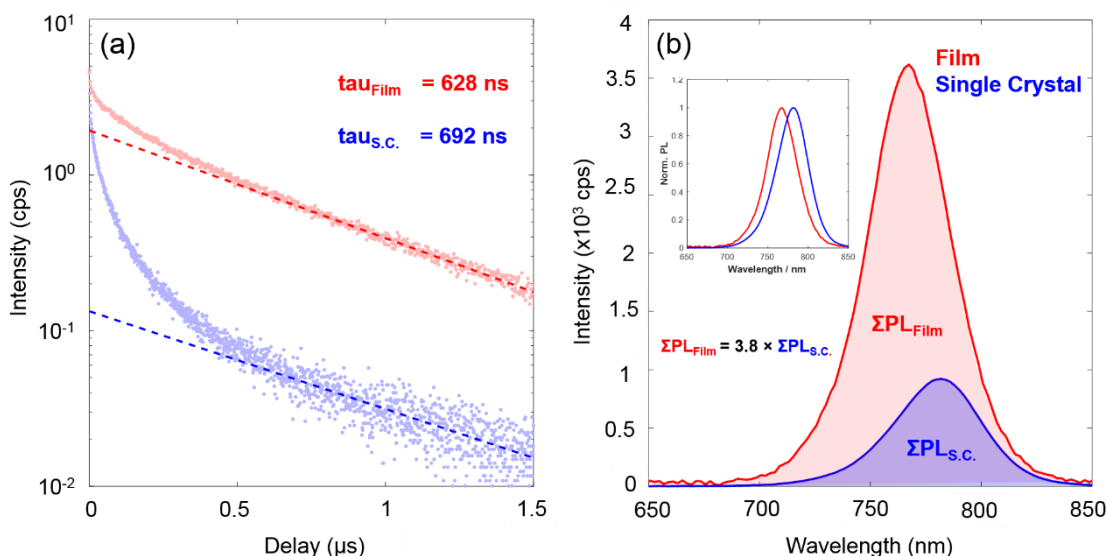 (a)
tauFilm = 628 ns
tauS.C. = 692 ns
10¹
10⁰
10⁻¹
10⁻²
Intensity (cps)
0
0.5
1
1.5
Delay (µs)
(b)
Film
Single Crystal
4
3.5
3
2.5
2
1.5
1
0.5
0
Intensity (x10³ cps)
1.2
1
0.8
0.6
0.4
0.2
0
Norm. PL
650
700
750
800
850
Wavelength / nm
ΣPLFilm
ΣPLFilm = 3.8 × ΣPLS.C.
ΣPLS.C.
650
700
750
800
850
Wavelength (nm)